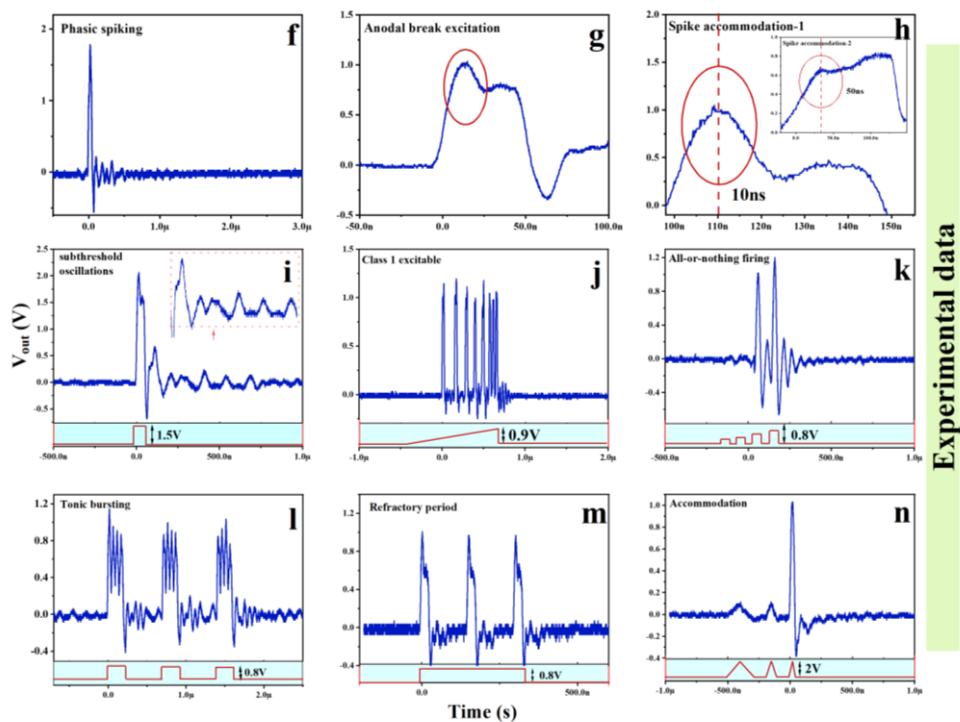 Phasic spiking
f
2
1
0
0.0
1.0μ
2.0μ
3.0μ
Anodal break excitation
g
1.5
1.0
0.5
0.0
-0.5
-50.0n
0.0
50.0n
100.0n
Spike accommodation-1
h
2.0
1.5
1.0
0.5
0.0
100n
110n
120n
130n
140n
150n
10ns
Spike accommodation-2
1.0
0.8
0.6
0.4
0.2
0.0
70.0n
100.0n
50ns
subthreshold
oscillations
i
2.5
2.0
1.5
1.0
0.5
0.0
-0.5
1.5V
-500.0n
0.0
500.0n
1.0μ
Class 1 excitable
j
1.5
1.0
0.5
0.0
0.9V
-1.0μ
0.0
1.0μ
2.0μ
All-or-nothing firing
k
1.2
0.6
0.0
-0.6
0.8V
-500.0n
0.0
500.0n
1.0μ
Tonic bursting
l
1.2
0.8
0.4
0.0
-0.4
0.8V
0.0
1.0μ
2.0μ
Refractory period
m
1.2
0.8
0.4
0.0
-0.4
0.8V
0.0
500.0n
Accommodation
n
1.0
0.8
0.6
0.4
0.2
0.0
-0.2
-0.4
2V
-1.0μ
0.0
1.0μ
Vout (V)
Time (s)
Experimental data